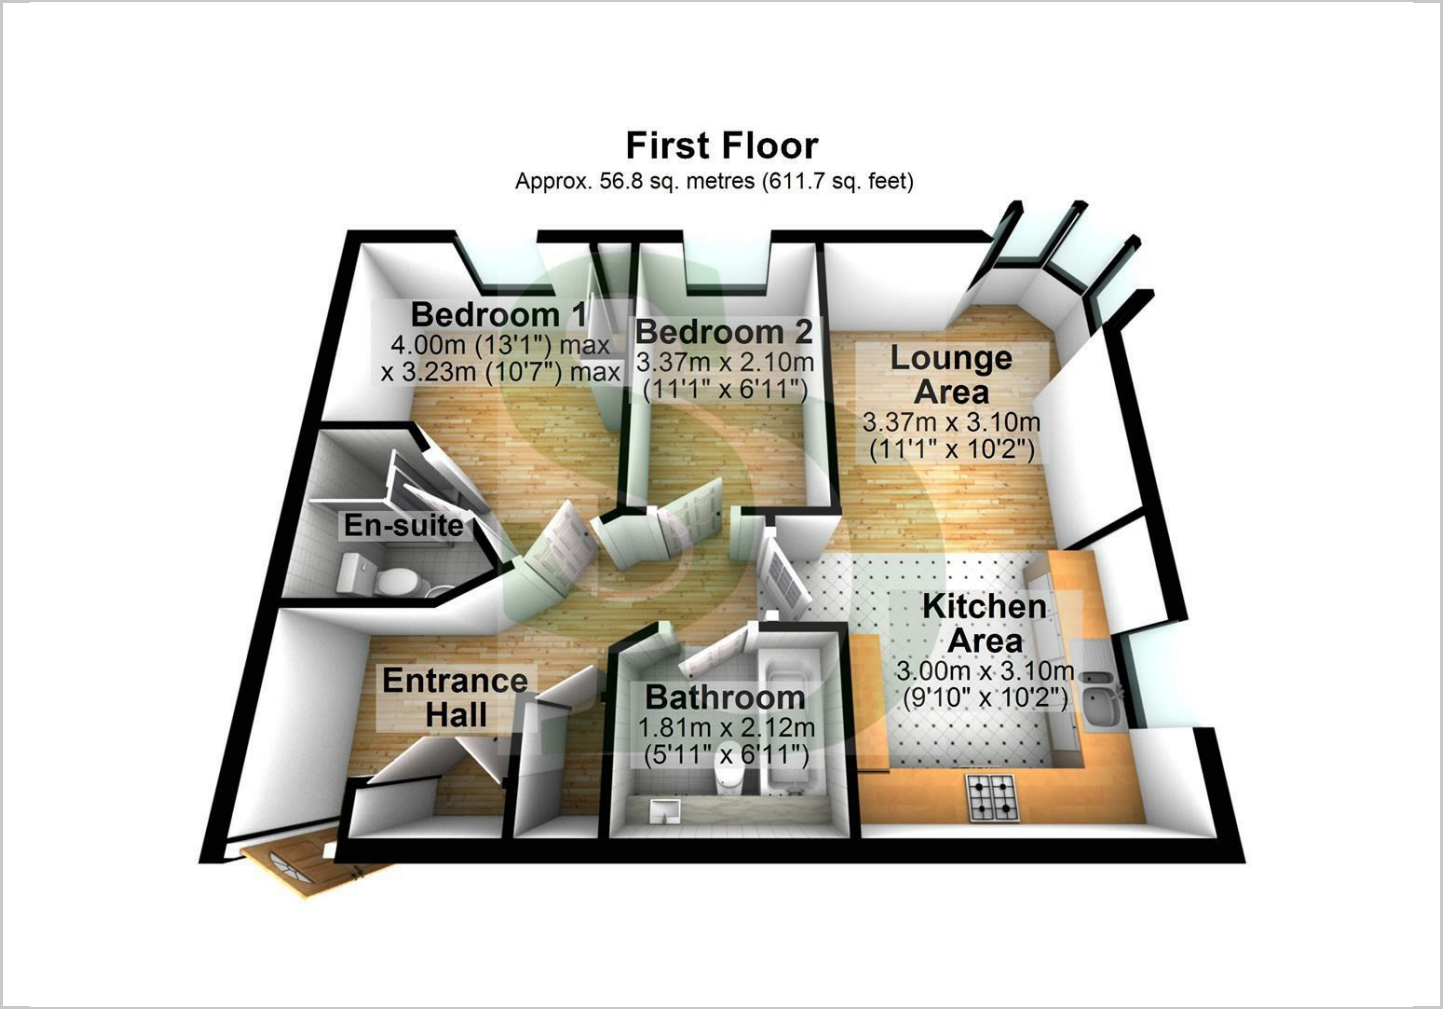 First Floor
Approx. 56.8 sq. metres (611.7 sq. feet)
Bedroom 1
4.00m (13'1") max
x 3.23m (10'7") max
Bedroom 2
3.37m x 2.10m
(11'1" x 6'11")
Lounge
Area
3.37m x 3.10m
(11'1" x 10'2")
En-suite
Kitchen
Area
3.00m x 3.10m
(9'10" x 10'2")
Entrance
Hall
Bathroom
1.81m x 2.12m
(5'11" x 6'11")